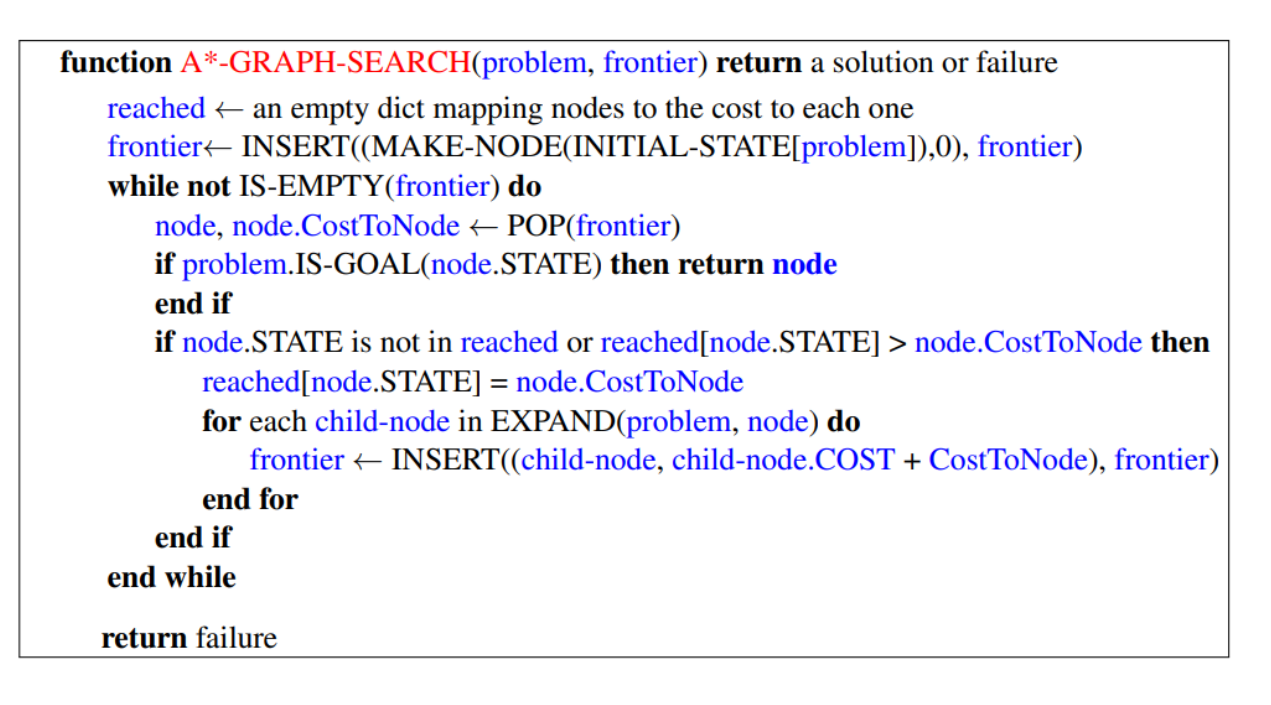 function A*-GRAPH-SEARCH(problem, frontier) return a solution or failure
reached ← an empty dict mapping nodes to the cost to each one
frontier← INSERT((MAKE-NODE(INITIAL-STATE[problem]),0), frontier)
while not IS-EMPTY(frontier) do
node, node.CostToNode ← POP(frontier)
if problem.IS-GOAL(node.STATE) then return node
end if
if node.STATE is not in reached or reached[node.STATE] > node.CostToNode then
reached[node.STATE] = node.CostToNode
for each child-node in EXPAND(problem, node) do
frontier ← INSERT((child-node, child-node.COST + CostToNode), frontier)
end for
end if
end while
return failure